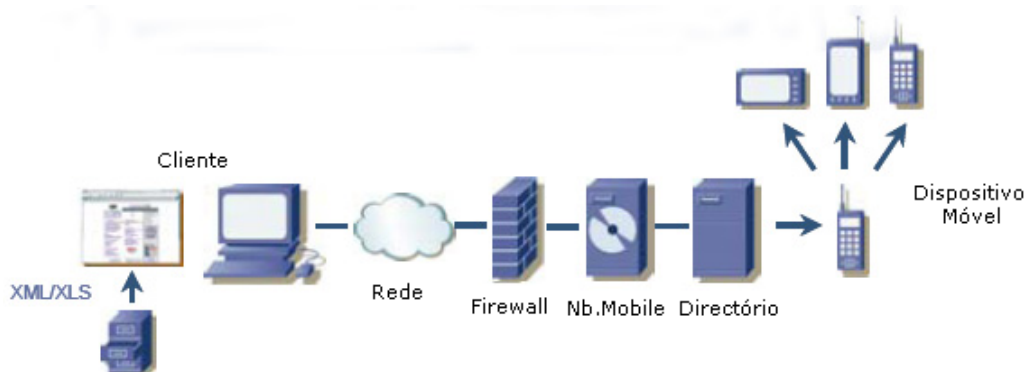 Cliente
Dispositivo
Móvel
XML/XLS
Rede
Firewall
Nb.Mobile
Directório